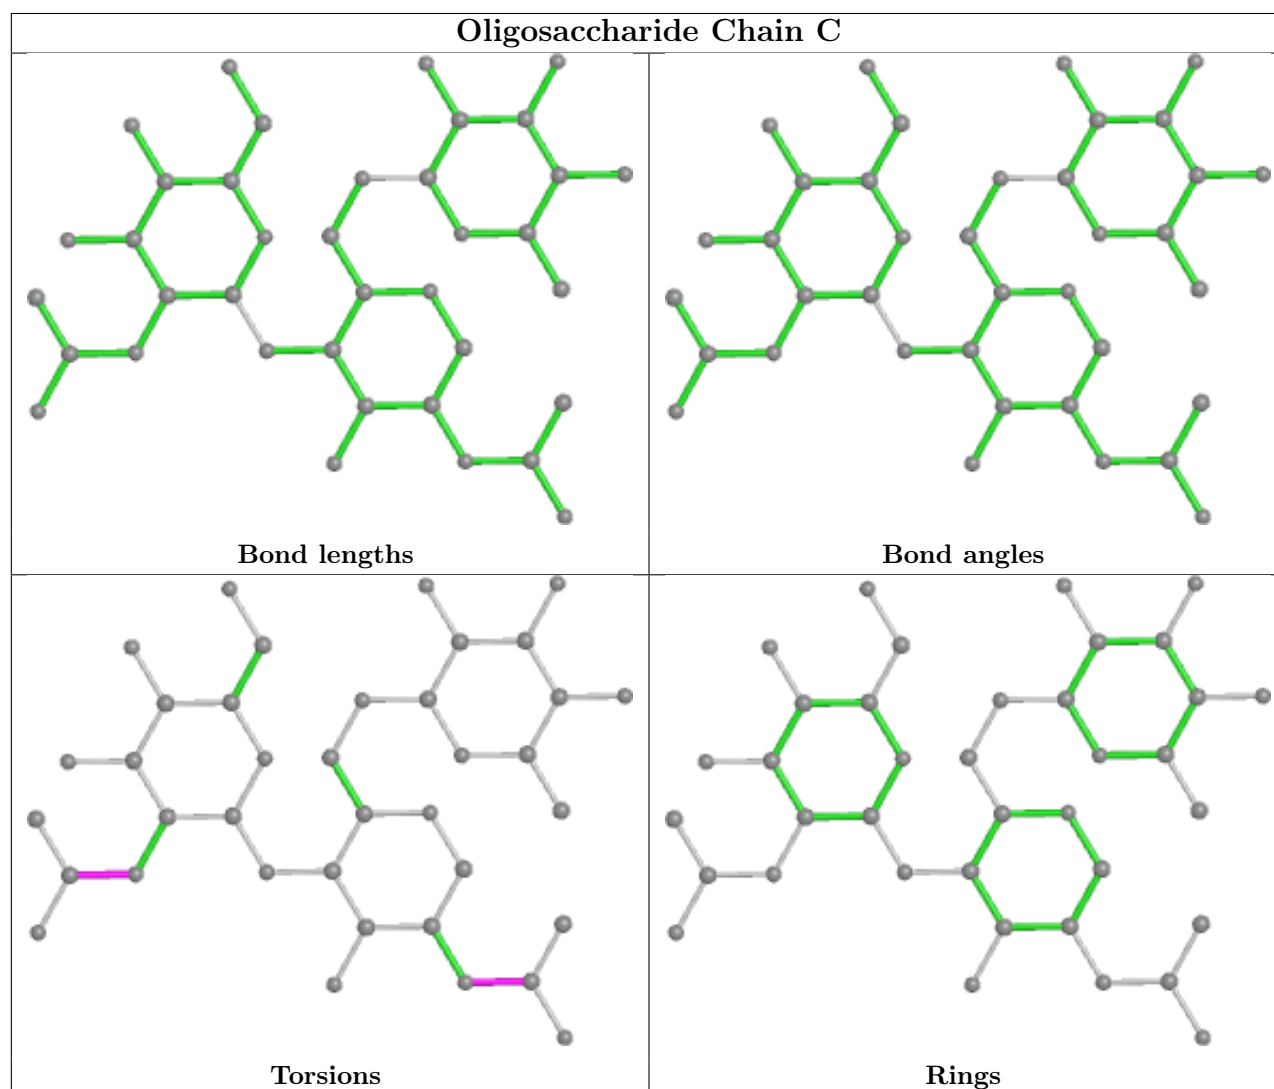 Oligosaccharide Chain C
Bond lengths
Bond angles
Torsions
Rings